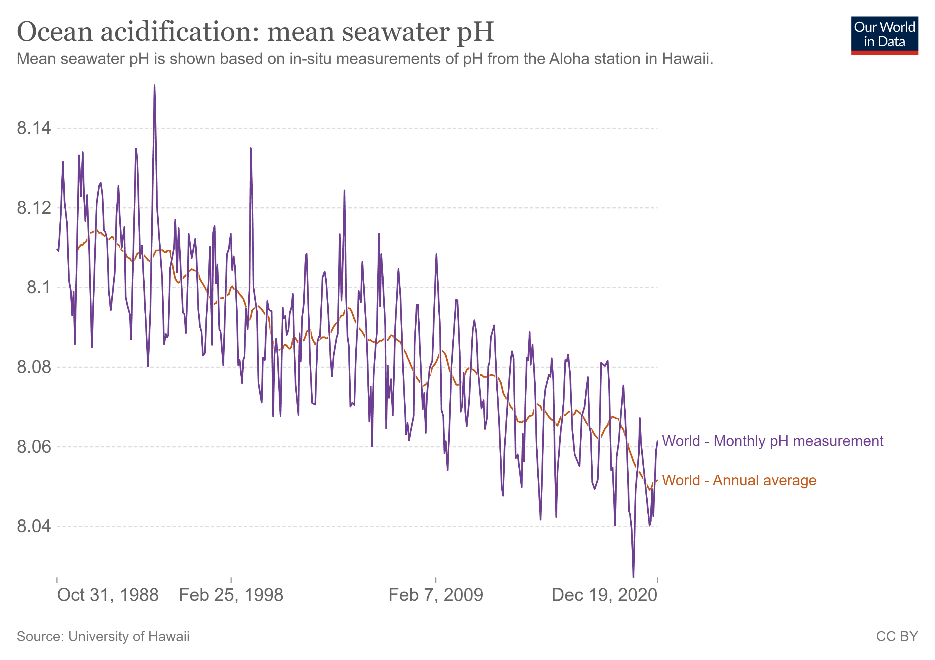 Ocean acidification: mean seawater pH
Mean seawater pH is shown based on in-situ measurements of pH from the Aloha station in Hawaii.
Our World
in Data
8.14
8.12
8.1
8.08
8.06
8.04
World - Monthly pH measurement
World - Annual average
Oct 31, 1988
Feb 25, 1998
Feb 7, 2009
Dec 19, 2020
Source: University of Hawaii
CC BY